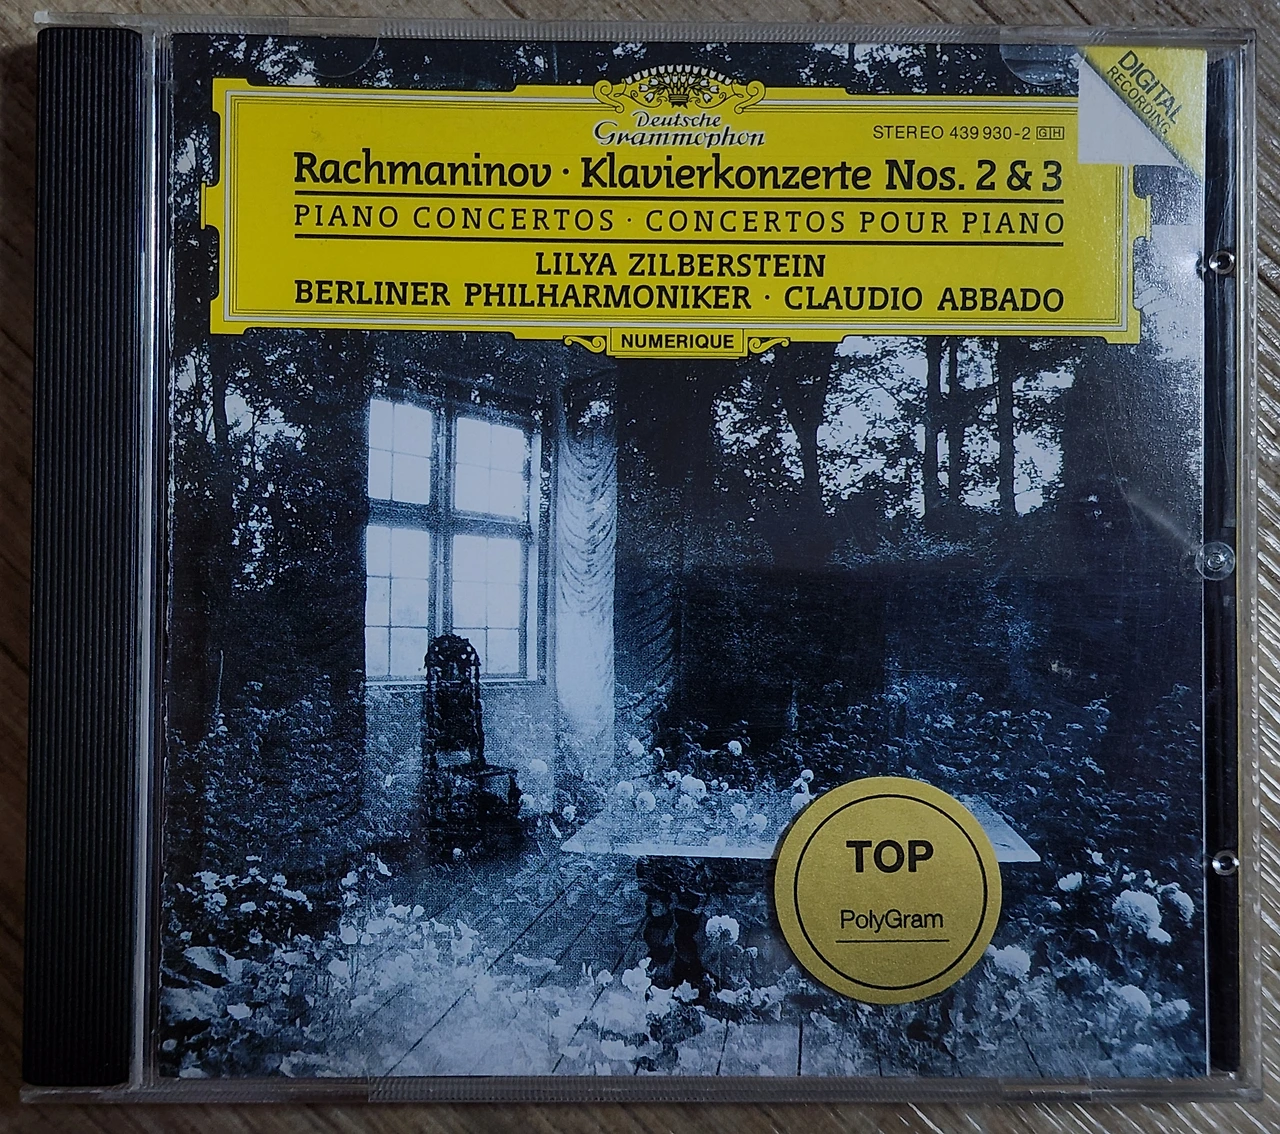 Deutsche
Grammophon
STEREO 439 930-2 GH
DIGITAL
RECORDING
Rachmaninov · Klavierkonzerte Nos. 2 & 3
PIANO CONCERTOS · CONCERTOS POUR PIANO
LILYA ZILBERSTEIN
BERLINER PHILHARMONIKER · CLAUDIO ABBADO
NUMERIQUE
TOP
PolyGram